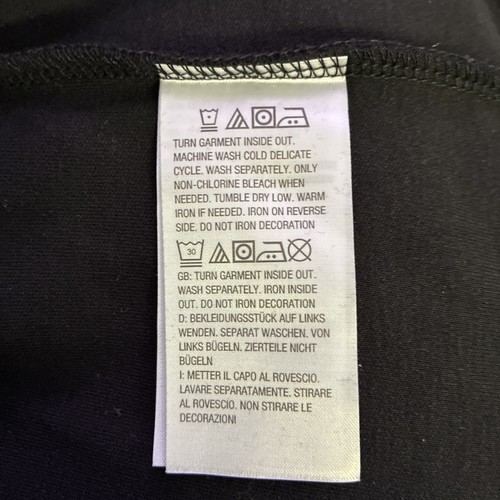 TURN GARMENT INSIDE OUT.
MACHINE WASH COLD DELICATE
CYCLE. WASH SEPARATELY. ONLY
NON-CHLORINE BLEACH WHEN
NEEDED. TUMBLE DRY LOW. WARM
IRON IF NEEDED. IRON ON REVERSE
SIDE. DO NOT IRON DECORATION
30
GB: TURN GARMENT INSIDE OUT.
WASH SEPARATELY. IRON INSIDE
OUT. DO NOT IRON DECORATION
D: BEKLEIDUNGSSTÜCK AUF LINKS
WENDEN. SEPARAT WASCHEN. VON
LINKS BÜGELN. ZIERTEILE NICHT
BÜGELN
I: METTER IL CAPO AL ROVESCIO.
LAVARE SEPARATAMENTE. STIRARE
AL ROVESCIO. NON STIRARE LE
DECORAZIONI